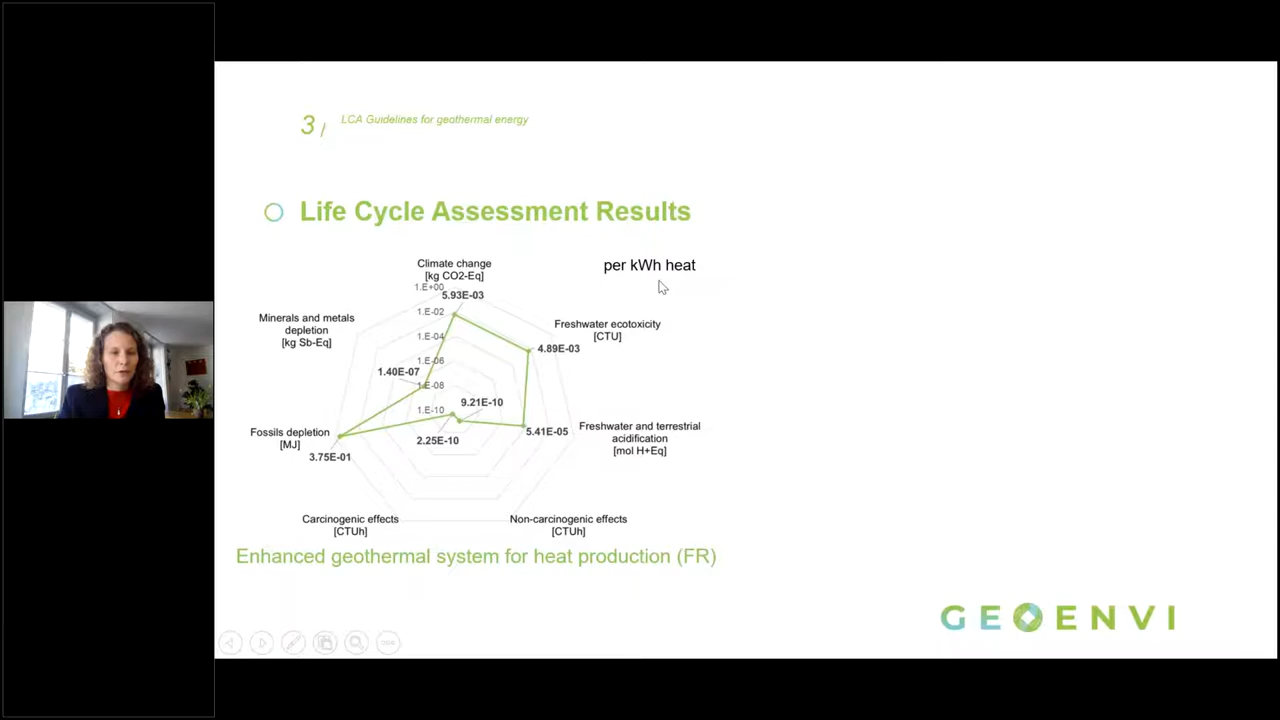 3 /
LCA Guidelines for geothermal energy
Life Cycle Assessment Results
per kWh heat
Climate change
[kg CO2-Eq]
1.E+00
5.93E-03
1.E-02
1.E-04
1.E-06
1.E-08
1.E-10
Freshwater ecotoxicity
[CTU]
4.89E-03
Freshwater and terrestrial
acidification
[mol H+Eq]
5.41E-05
Non-carcinogenic effects
[CTUh]
9.21E-10
Carcinogenic effects
[CTUh]
2.25E-10
Fossils depletion
[MJ]
3.75E-01
Minerals and metals
depletion
[kg Sb-Eq]
1.40E-07
Enhanced geothermal system for heat production (FR)
GEOENVI